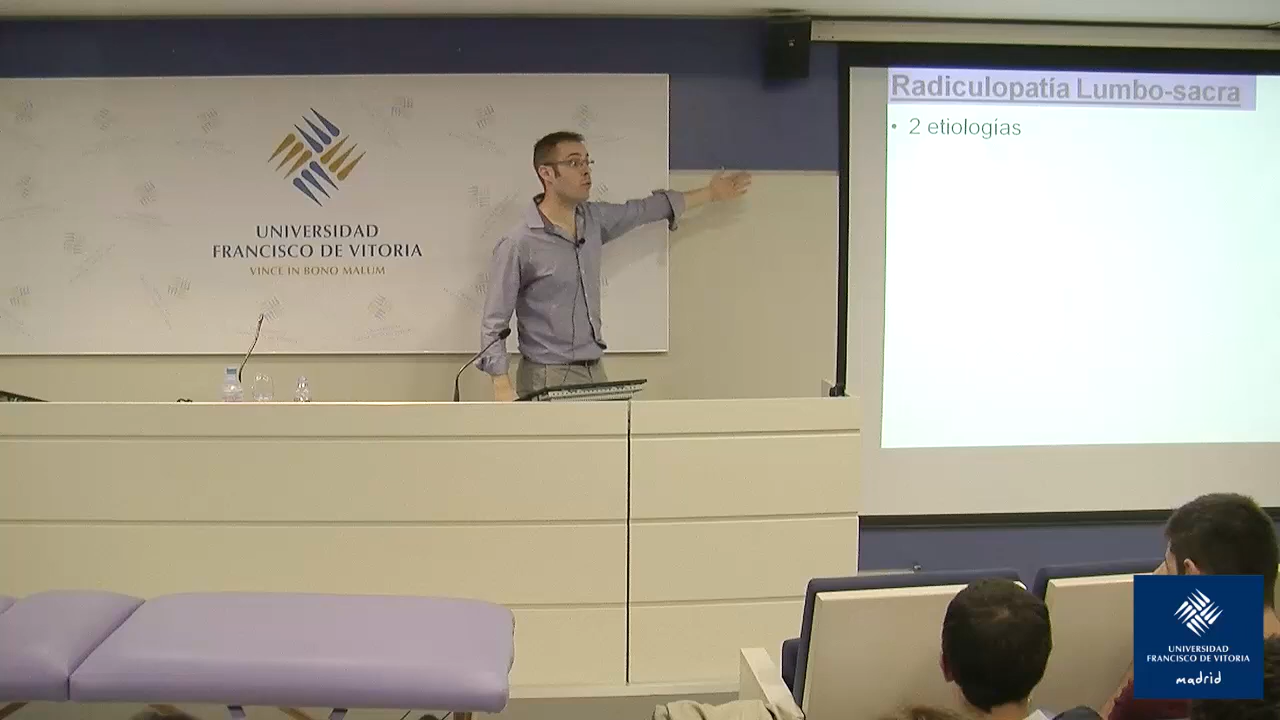 UNIVERSIDAD
FRANCISCO DE VITORIA
VINCE IN BONO MALUM
Radiculopatía Lumbo-sacra
• 2 etiologías
UNIVERSIDAD
FRANCISCO DE VITORIA
madrid